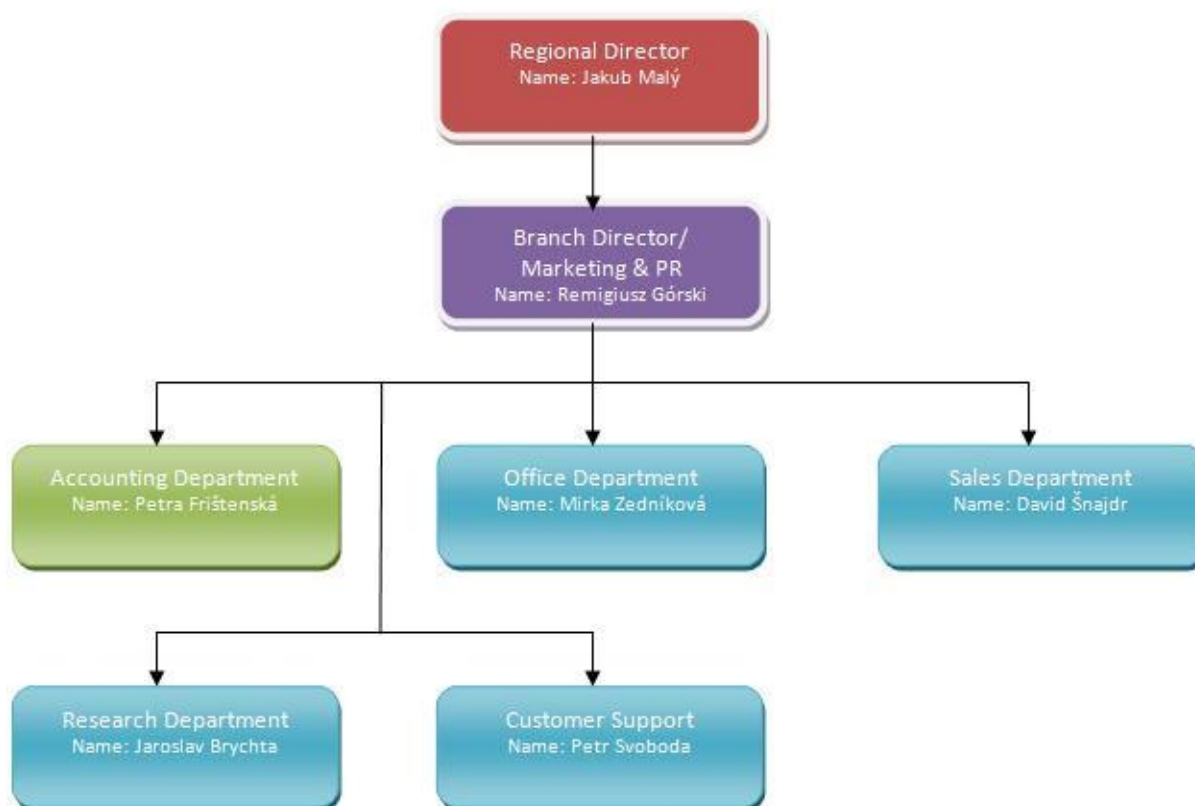 Regional Director
Name: Jakub Malý
Branch Director/
Marketing & PR
Name: Remigiusz Górski
Accounting Department
Name: Petra Frištenská
Office Department
Name: Mirka Zedníková
Sales Department
Name: David Šnajdr
Research Department
Name: Jaroslav Brychta
Customer Support
Name: Petr Svoboda